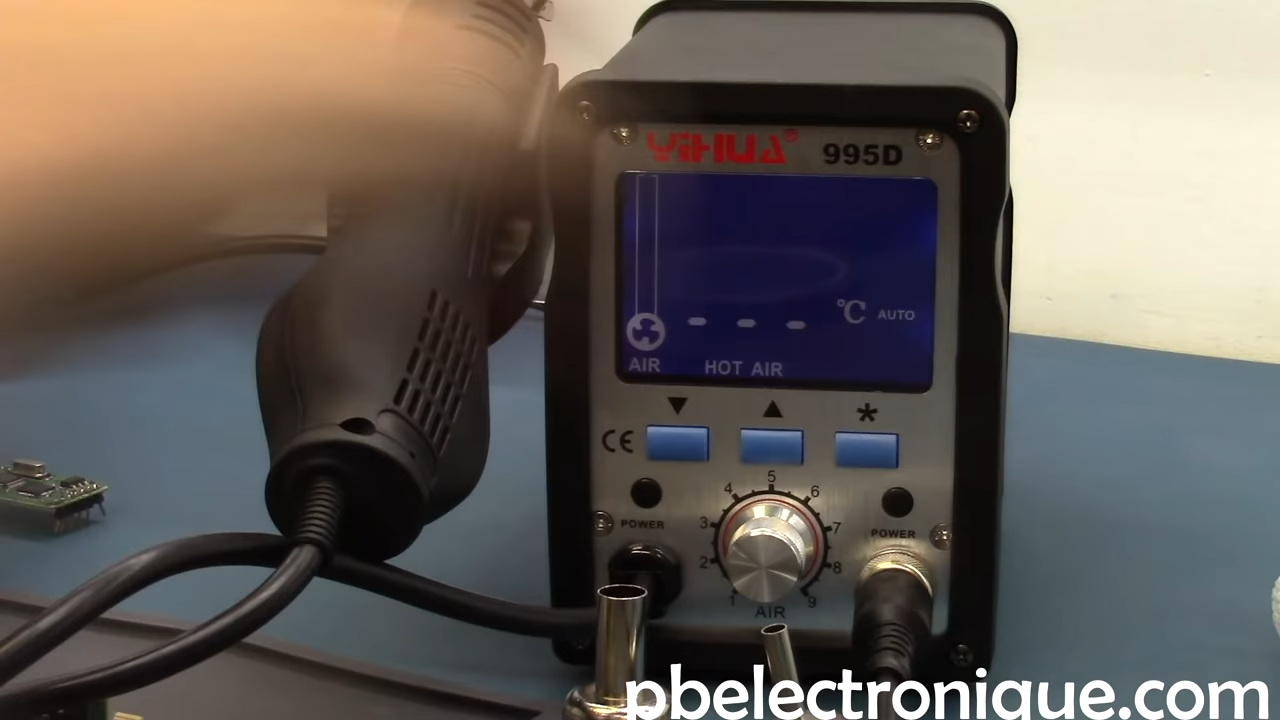 YiHUA® 995D
- - - °C AUTO
AIR HOT AIR
▼ ▲ *
CE
4 5 6
3 7
2 8
1 9
POWER POWER
AIR
pbelectronique.com